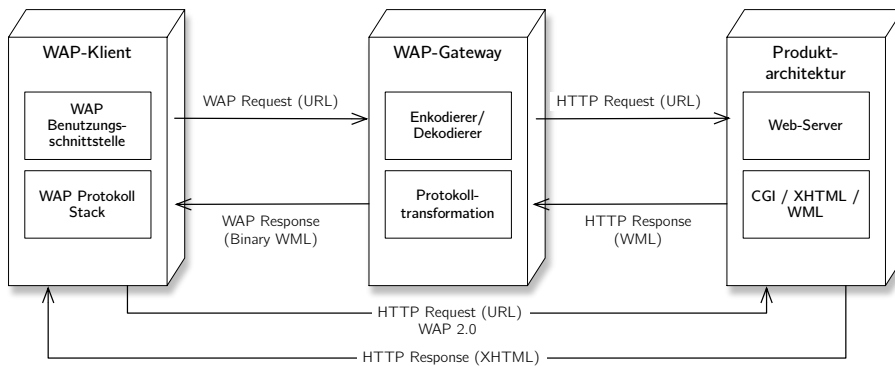 WAP-Klient
WAP
Benutzungs-
schnittstelle
WAP Protokoll
Stack
WAP Request (URL)
WAP Response
(Binary WML)
WAP-Gateway
Enkodierer/
Dekodierer
Protokoll-
transformation
HTTP Request (URL)
HTTP Response
(WML)
Produkt-
architektur
Web-Server
CGI / XHTML /
WML
HTTP Request (URL)
WAP 2.0
HTTP Response (XHTML)